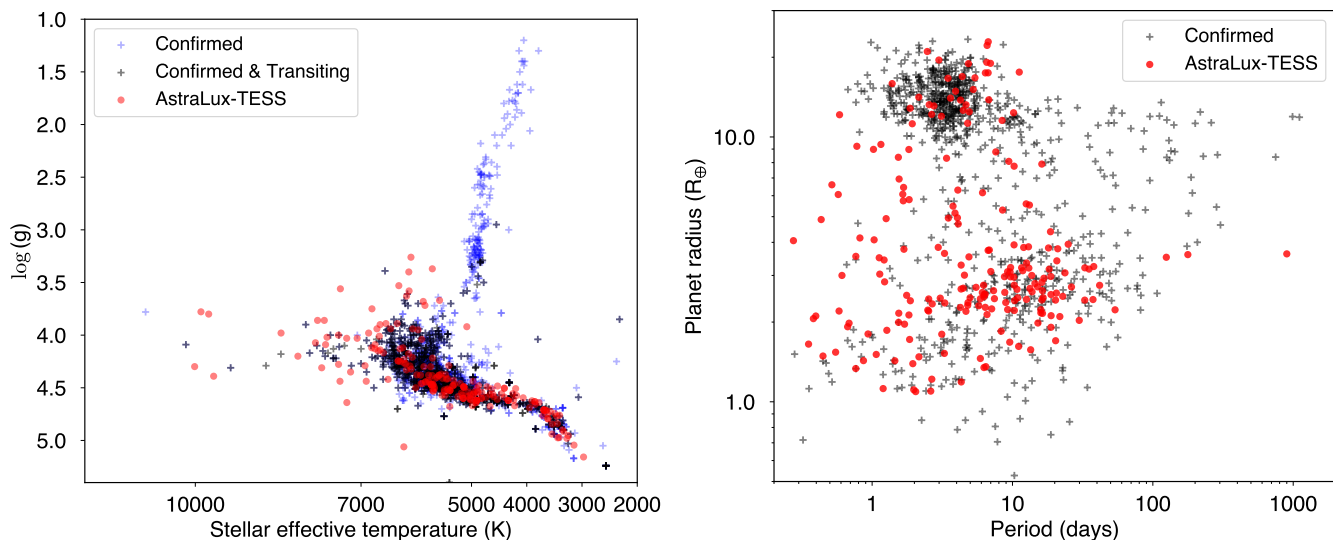 1.0
1.5
2.0
2.5
3.0
3.5
4.0
4.5
5.0
log(g)
Confirmed
Confirmed & Transiting
AstraLux-TESS
10000 7000 5000 3000 2000
Stellar effective temperature (K)
10.0
1.0
Planet radius (R⊕)
Confirmed
AstraLux-TESS
1 10 100 1000
Period (days)